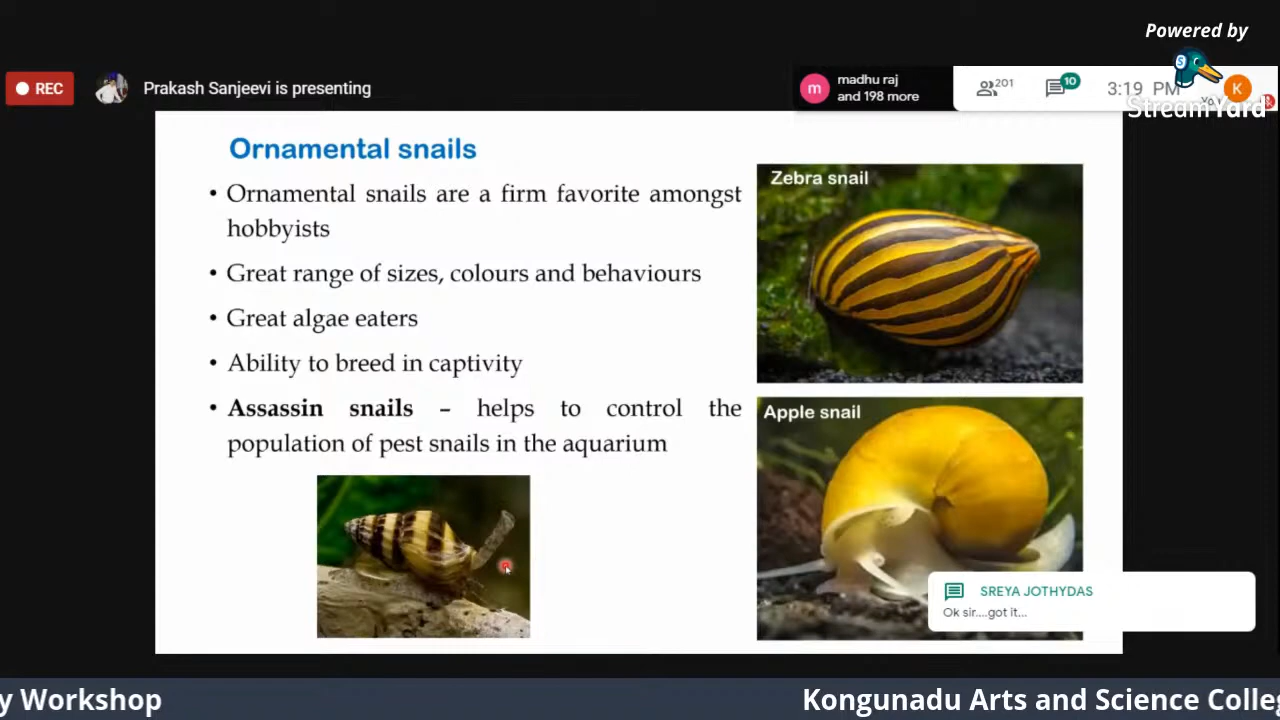 Powered by
REC
Prakash Sanjeevi is presenting
m
madhu raj
and 198 more
201
10
3:19 PM
You
K
StreamYard
Ornamental snails
• Ornamental snails are a firm favorite amongst
hobbyists
• Great range of sizes, colours and behaviours
• Great algae eaters
• Ability to breed in captivity
• Assassin snails – helps to control the
population of pest snails in the aquarium
Zebra snail
Apple snail
SREYA JOTHYDAS
Ok sir....got it...
y Workshop
Kongunadu Arts and Science Colleg